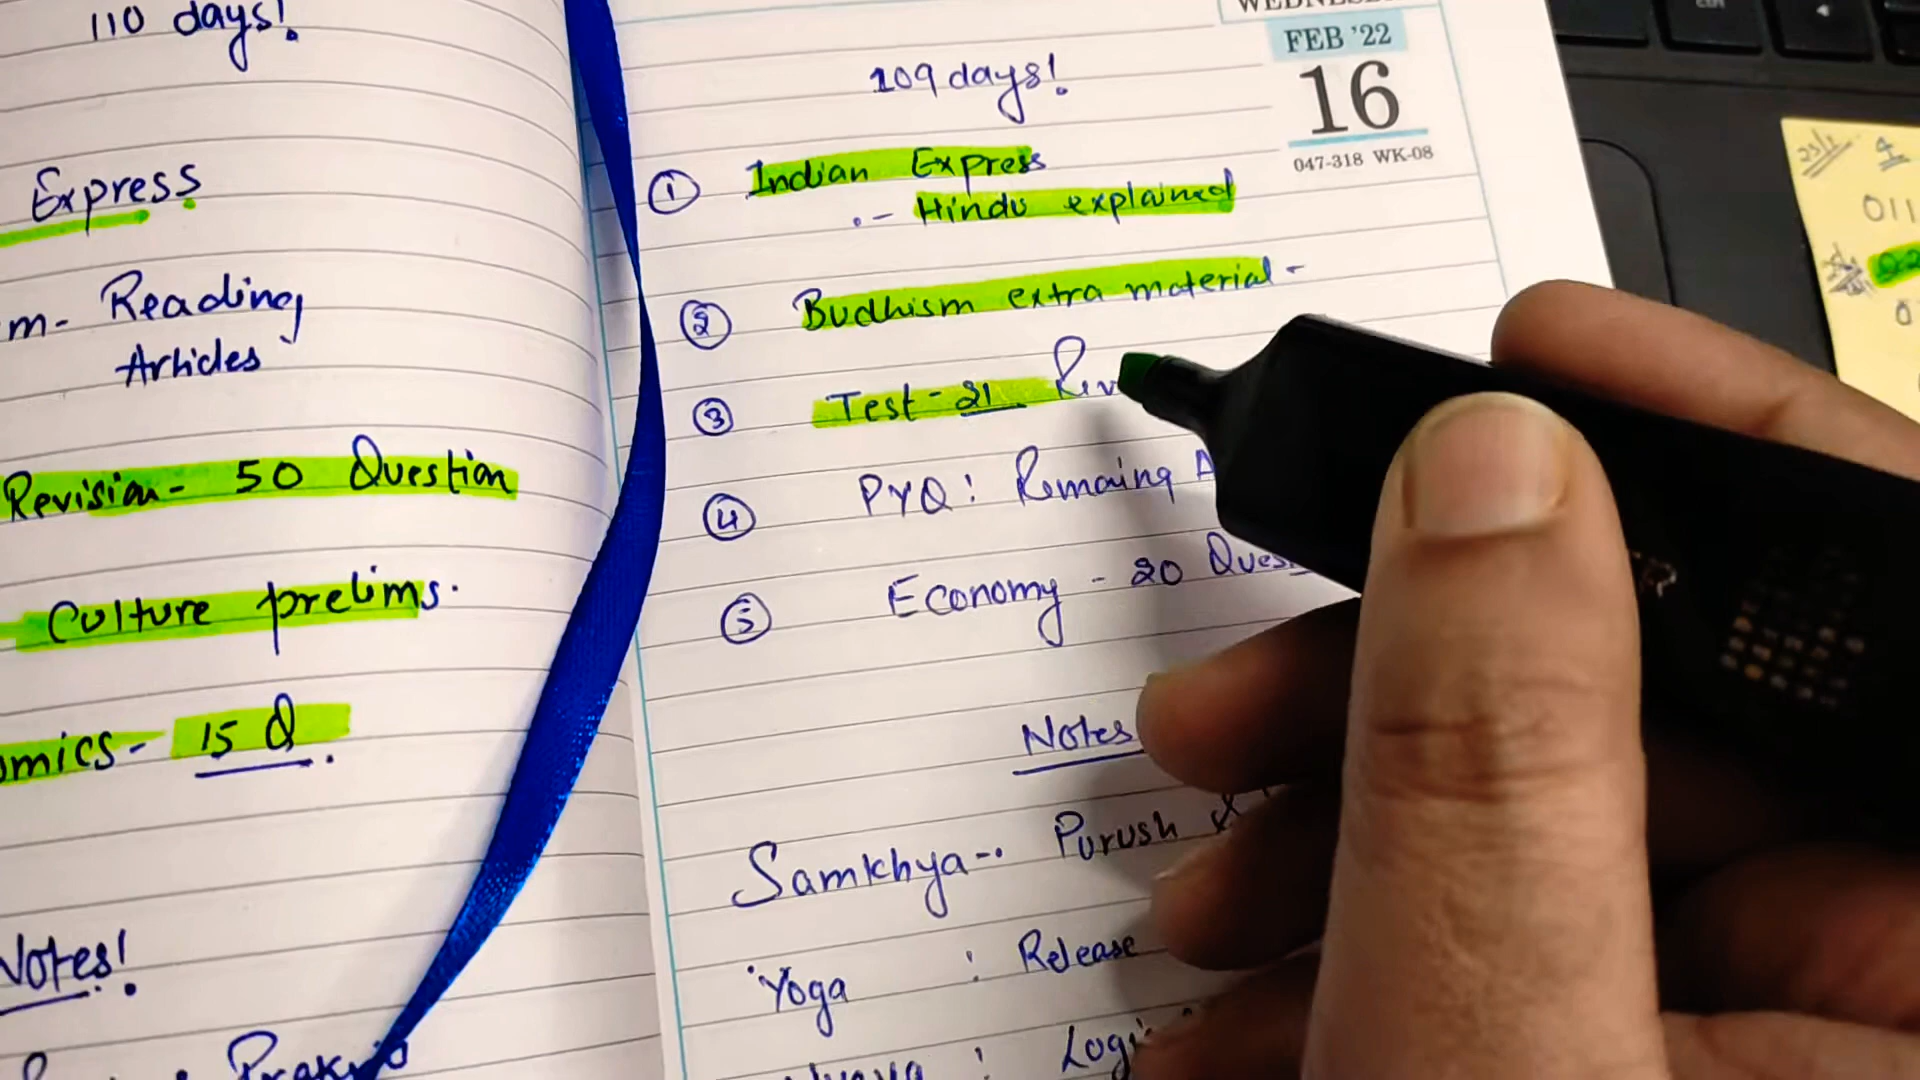 110 days!
Express
m- Reading
Articles
Revision- 50 Question
Culture prelims.
omics- 15 Q.
Notes!
FEB '22
16
047-318 WK-08
109 days!
① Indian Express
.- Hindu explained
② Budhism extra material -
③ Test- 21
④ PYQ: Remaing
⑤ Economy - 20
Notes
Samkhya-. Purush &
Yoga : Release
011